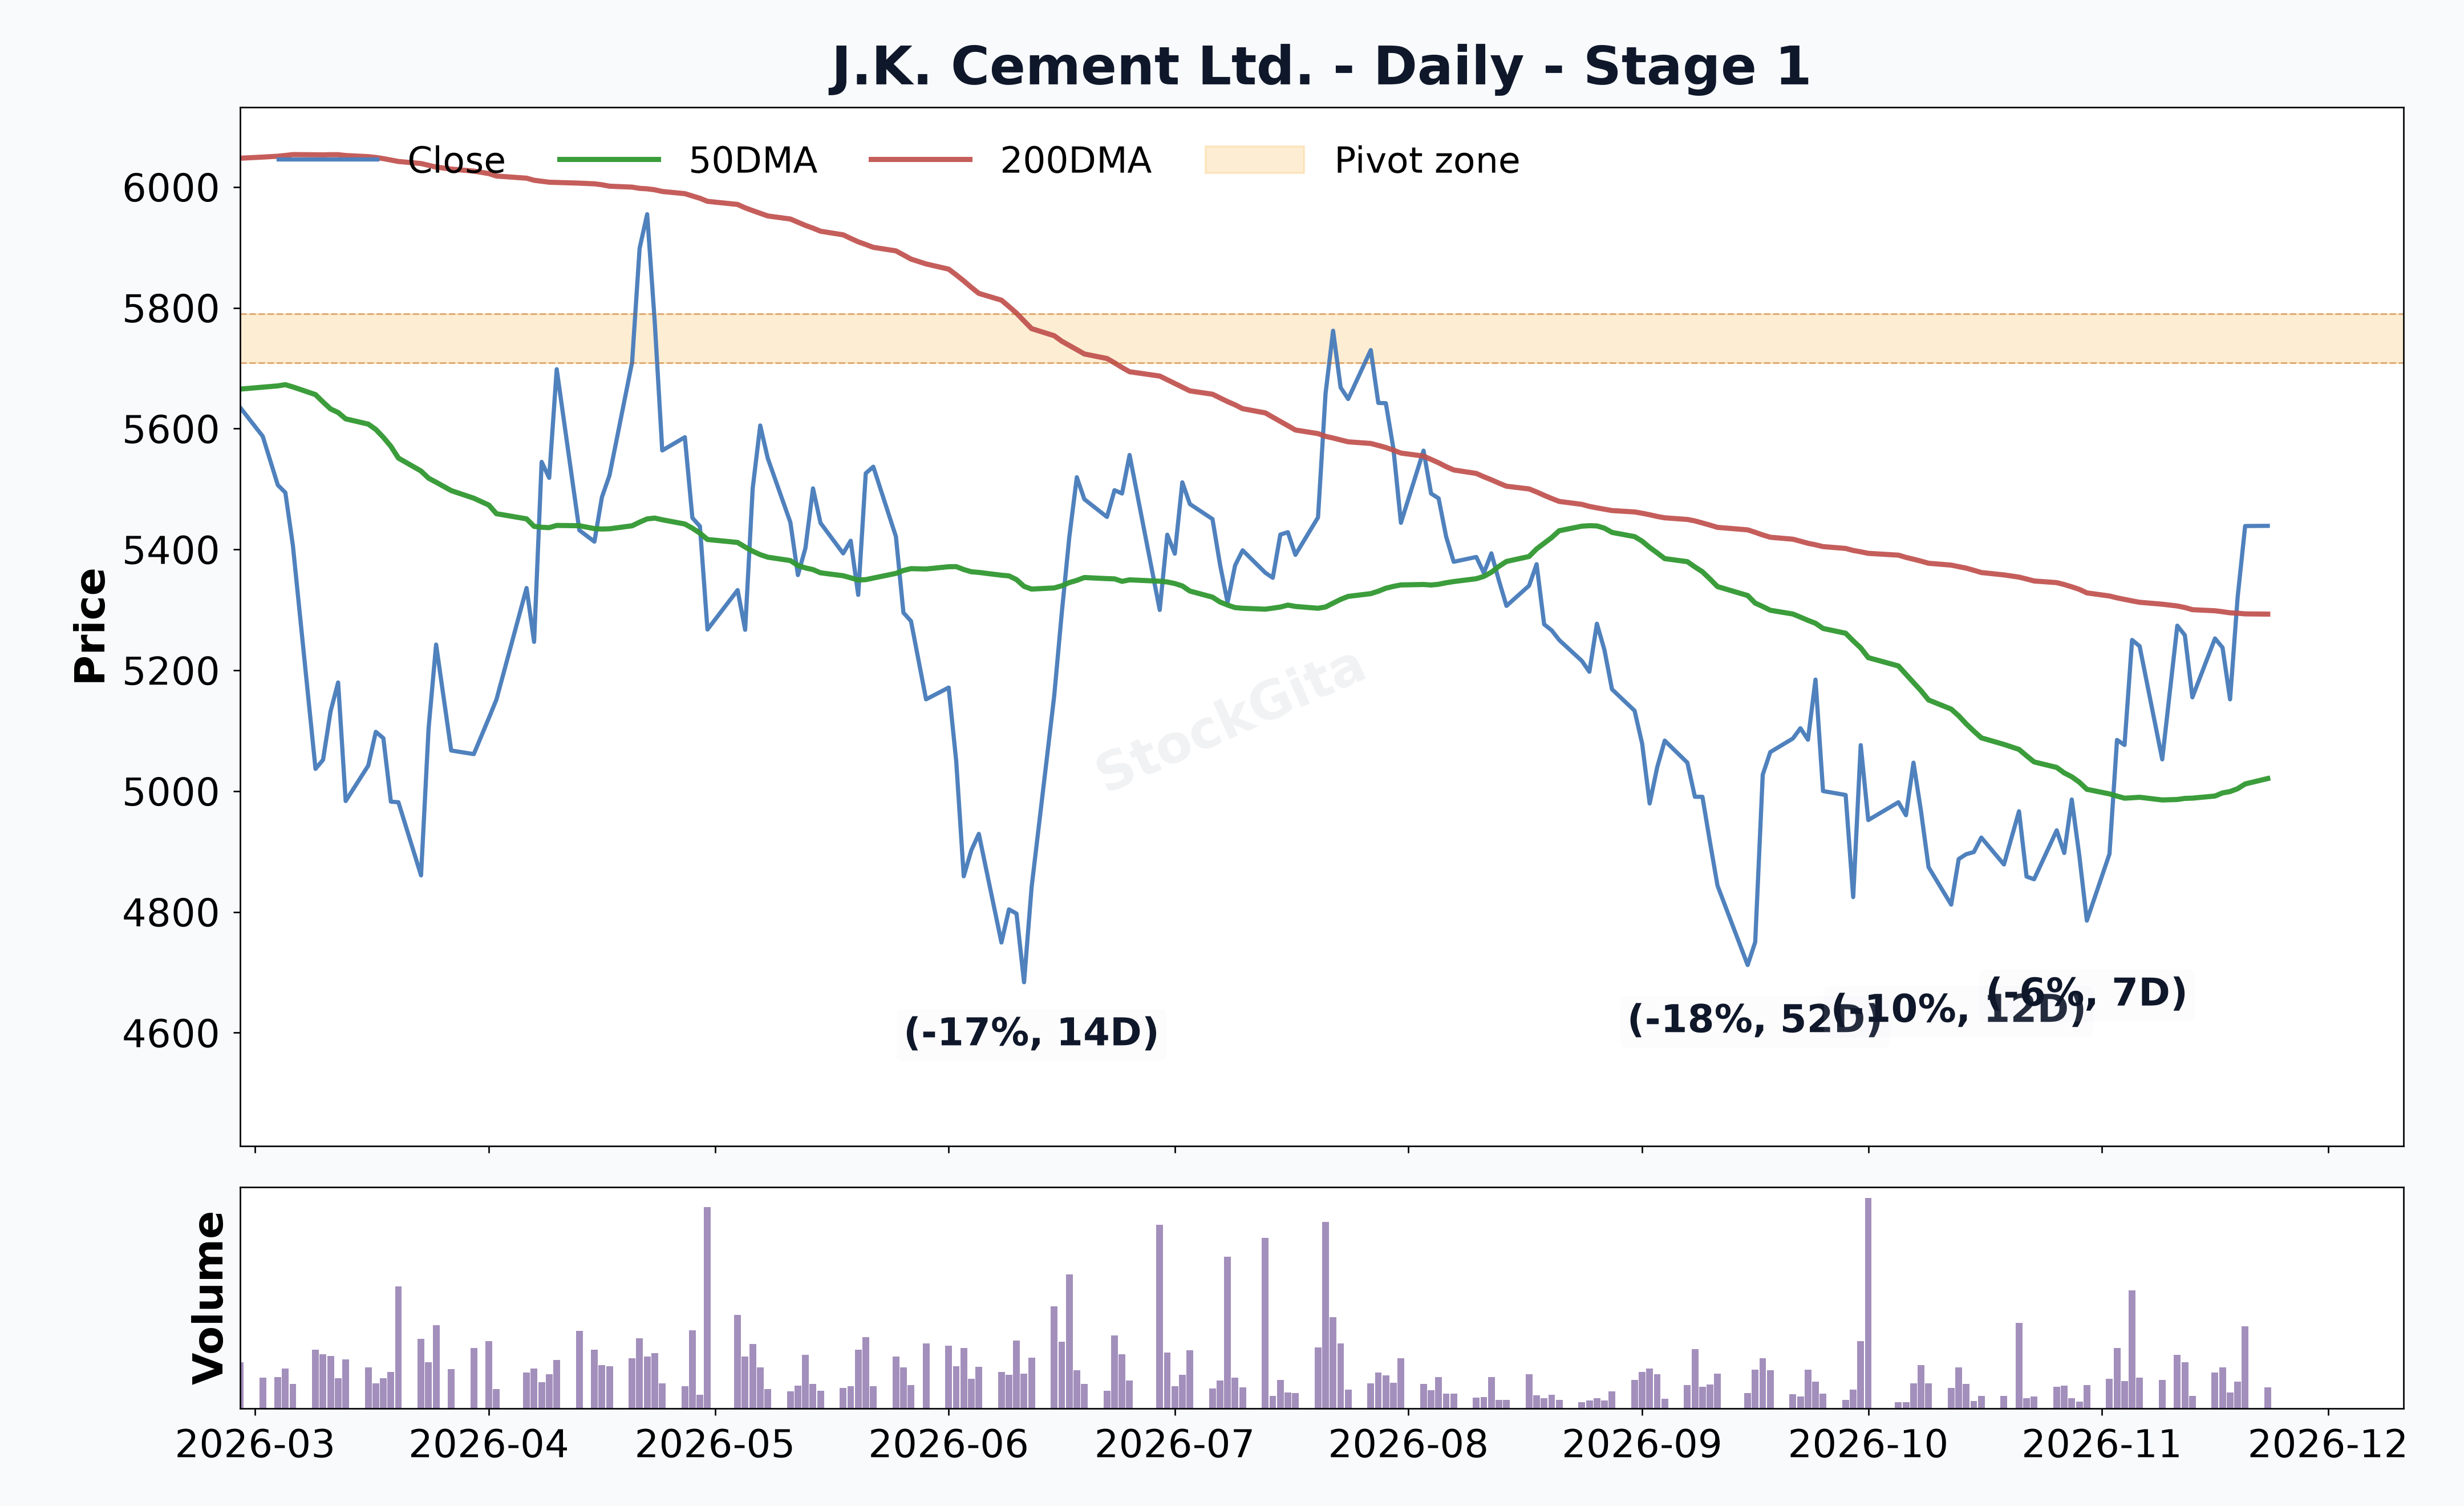 J.K. Cement Ltd. - Daily - Stage 1
Close 50DMA 200DMA Pivot zone
6000
5800
5600
5400
5200
5000
4800
4600
Price
StockGita
(-17%, 14D)
(-18%, 52D)
(-10%, 12D)
(-6%, 7D)
Volume
2026-03 2026-04 2026-05 2026-06 2026-07 2026-08 2026-09 2026-10 2026-11 2026-12